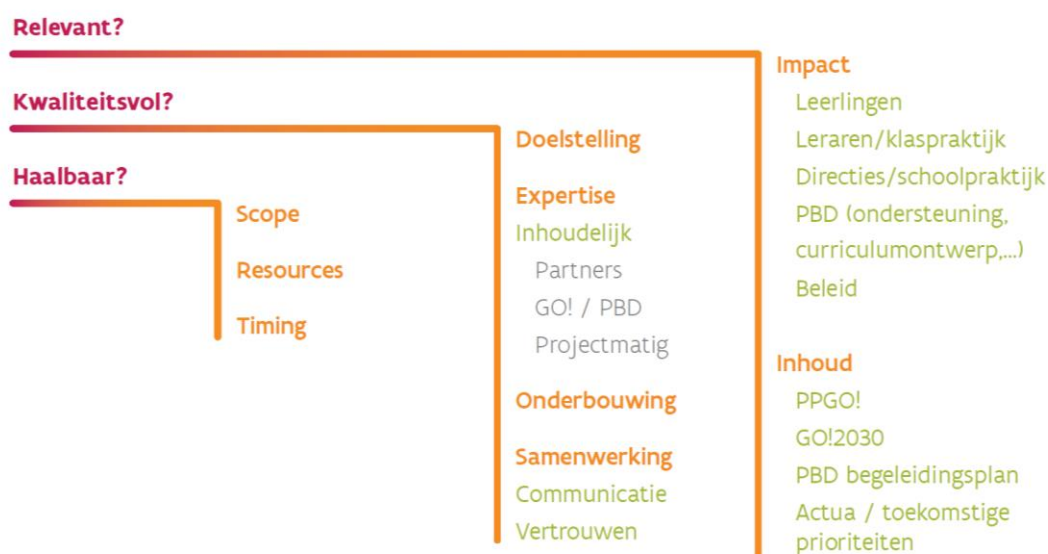 Relevant?
Kwaliteitsvol?
Haalbaar?
Scope
Resources
Timing
Doelstelling
Expertise
Inhoudelijk
Partners
GO! / PBD
Projectmatig
Onderbouwing
Samenwerking
Communicatie
Vertrouwen
Impact
Leerlingen
Leraren/klaspraktijk
Directies/schoolpraktijk
PBD (ondersteuning,
curriculumontwerp,...)
Beleid
Inhoud
PPGO!
GO!2030
PBD begeleidingsplan
Actua / toekomstige
prioriteiten